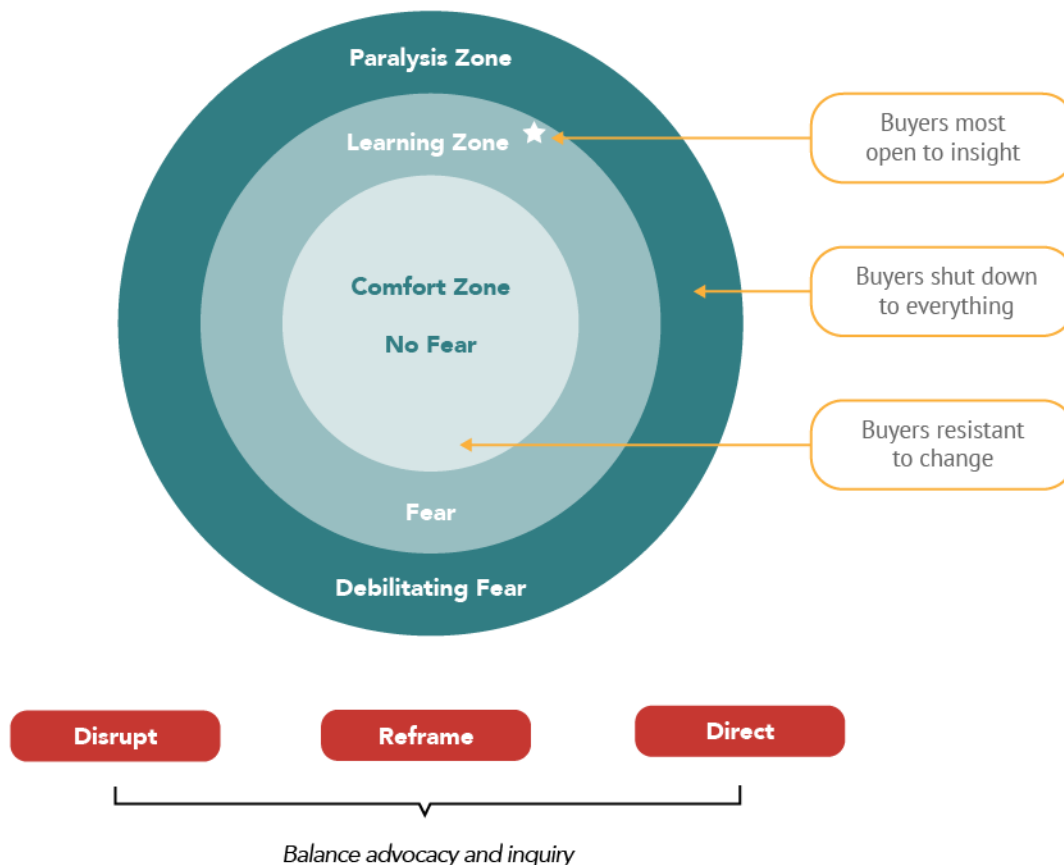 Paralysis Zone
Learning Zone
Buyers most
open to insight
Comfort Zone
No Fear
Buyers shut down
to everything
Buyers resistant
to change
Fear
Debilitating Fear
Disrupt
Reframe
Direct
Balance advocacy and inquiry